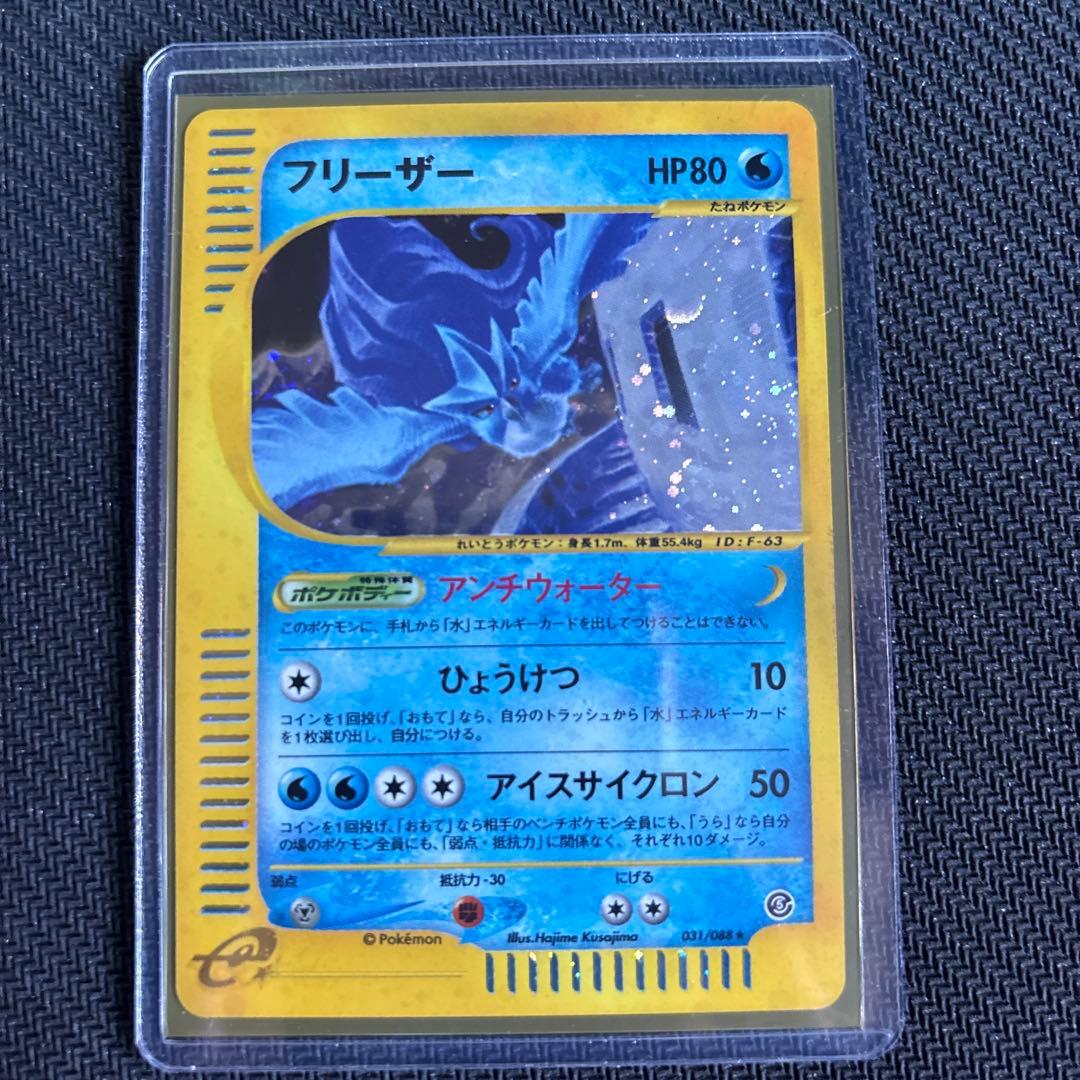 フリーザー HP80
たねポケモン
れいとうポケモン：身長1.7m、体重55.4kg ID：F-63
特殊体質
ポケボディー アンチウォーター
このポケモンに、手札から「水」エネルギーカードを出してつけることはできない。
ひょうけつ 10
コインを1回投げ、「おもて」なら、自分のトラッシュから「水」エネルギーカード
を1枚選び出し、自分につける。
アイスサイクロン 50
コインを1回投げ、「おもて」なら相手のベンチポケモン全員にも、「うら」なら自分
の場のポケモン全員にも、「弱点・抵抗力」に関係なく、それぞれ10ダメージ。
弱点 抵抗力-30 にげる
5
©Pokémon Illus.Hajime Kusajima 031/088★
e